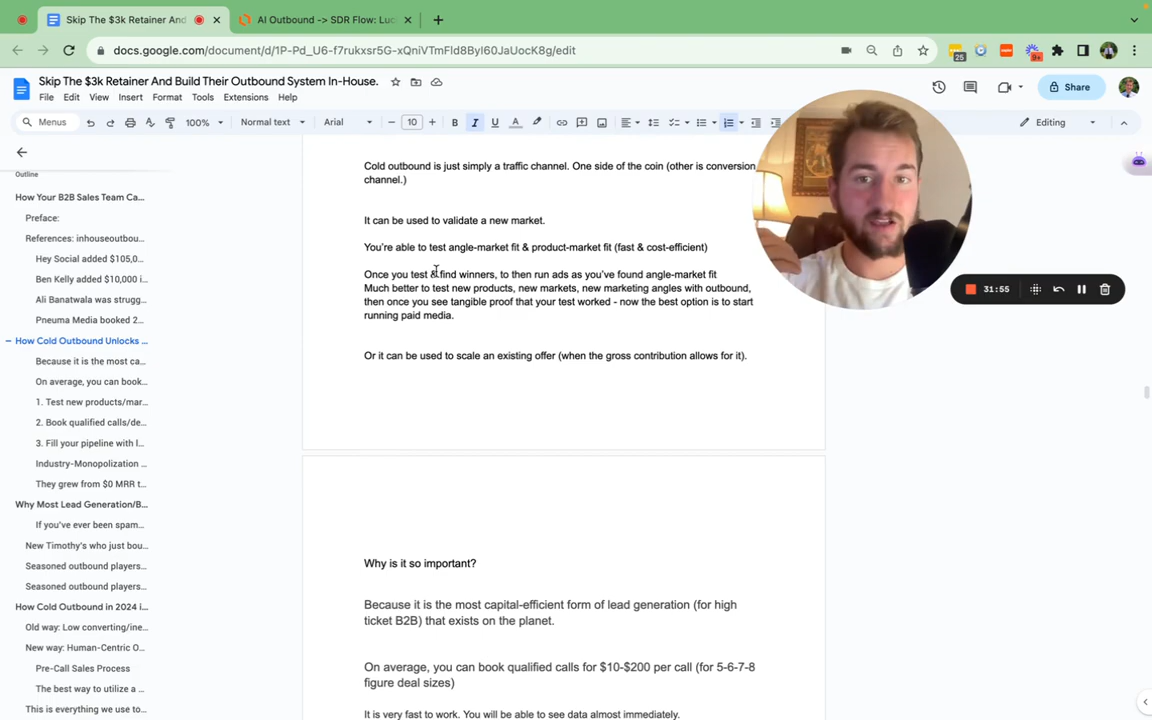 Skip The $3k Retainer And
AI Outbound -> SDR Flow: Luc
docs.google.com/document/d/1P-Pd_U6-f7rukxsr5G-xQniVTmFld8Byl60JaUocK8g/edit
25
9+
Skip The $3k Retainer And Build Their Outbound System In-House.
File Edit View Insert Format Tools Extensions Help
Share
Menus
100%
Normal text
Arial
10
B I U A
Editing
Outline
How Your B2B Sales Team Ca...
Preface:
References: inhouseoutbou...
Hey Social added $105,0...
Ben Kelly added $10,000 i...
Ali Banatwala was strugg...
Pneuma Media booked 2...
How Cold Outbound Unlocks ...
Because it is the most ca...
On average, you can book...
1. Test new products/mar...
2. Book qualified calls/de...
3. Fill your pipeline with l...
Industry-Monopolization ...
They grew from $0 MRR t...
Why Most Lead Generation/B...
If you've ever been spam...
New Timothy's who just bou...
Seasoned outbound players...
Seasoned outbound players...
How Cold Outbound in 2024 i...
Old way: Low converting/ine...
New way: Human-Centric O...
Pre-Call Sales Process
The best way to utilize a ...
This is everything we use to...
Cold outbound is just simply a traffic channel. One side of the coin (other is conversion
channel.)
It can be used to validate a new market.
You're able to test angle-market fit & product-market fit (fast & cost-efficient)
Once you test & find winners, to then run ads as you've found angle-market fit
Much better to test new products, new markets, new marketing angles with outbound,
then once you see tangible proof that your test worked - now the best option is to start
running paid media.
Or it can be used to scale an existing offer (when the gross contribution allows for it).
Why is it so important?
Because it is the most capital-efficient form of lead generation (for high
ticket B2B) that exists on the planet.
On average, you can book qualified calls for $10-$200 per call (for 5-6-7-8
figure deal sizes)
It is very fast to work. You will be able to see data almost immediately.
31:55